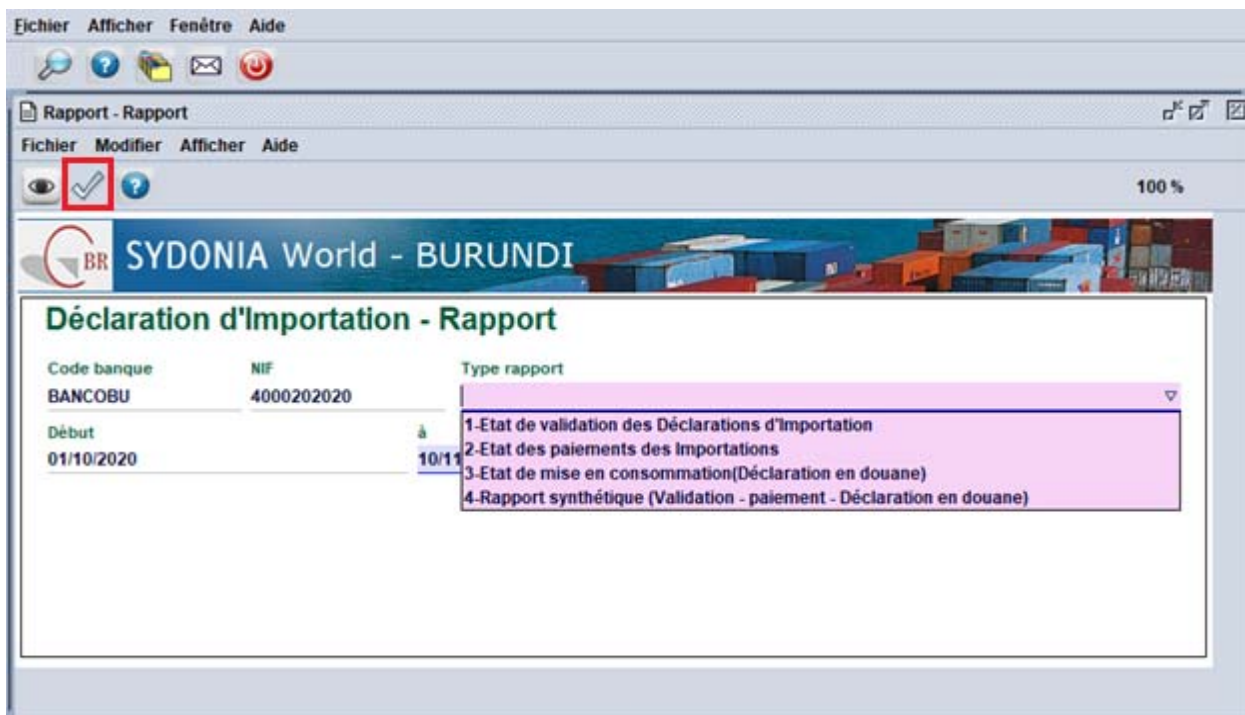 Fichier Afficher Fenêtre Aide
Rapport - Rapport
Fichier Modifier Afficher Aide
100 %
BR SYDONIA World - BURUNDI
Déclaration d'Importation - Rapport
Code banque NIF Type rapport
BANCOBU 4000202020
Début à
01/10/2020 10/11
1-Etat de validation des Déclarations d'Importation
2-Etat des paiements des Importations
3-Etat de mise en consommation(Déclaration en douane)
4-Rapport synthétique (Validation - paiement - Déclaration en douane)